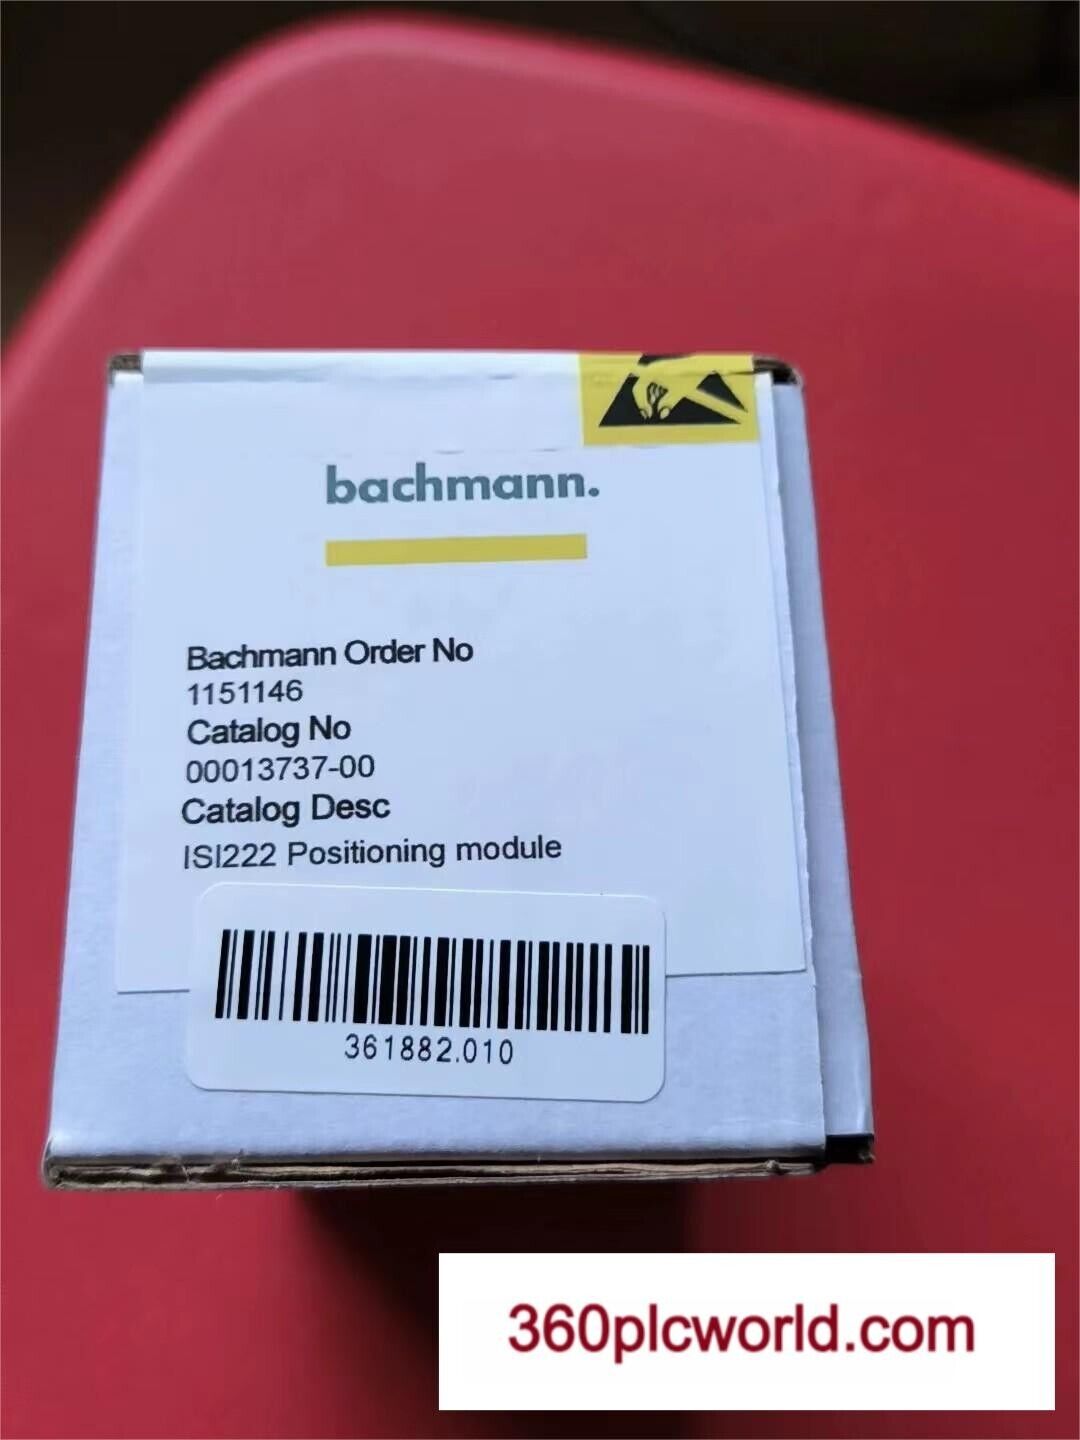 bachmann.
Bachmann Order No
1151146
Catalog No
00013737-00
Catalog Desc
ISI222 Positioning module
361882.010
360plcworld.com